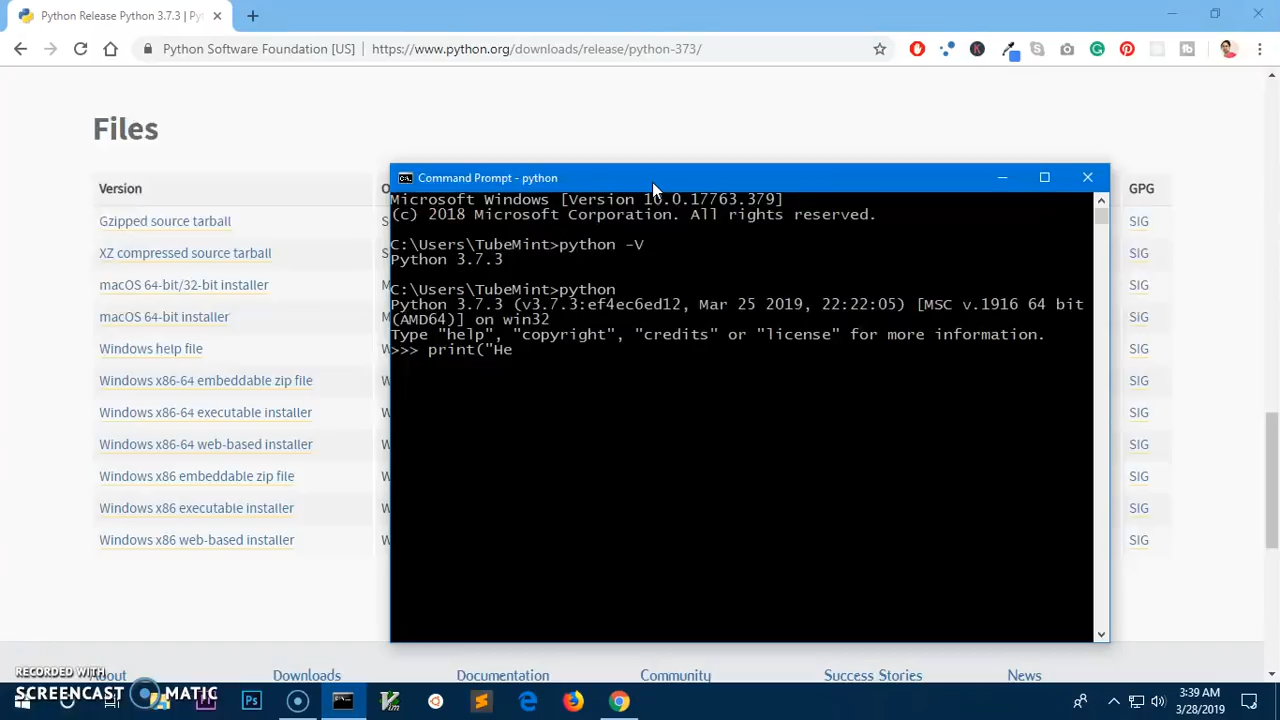 Python Release Python 3.7.3 | Py
Python Software Foundation [US] | https://www.python.org/downloads/release/python-373/
Files
Version
GPG
Gzipped source tarball
SIG
XZ compressed source tarball
SIG
macOS 64-bit/32-bit installer
SIG
macOS 64-bit installer
SIG
Windows help file
SIG
Windows x86-64 embeddable zip file
SIG
Windows x86-64 executable installer
SIG
Windows x86-64 web-based installer
SIG
Windows x86 embeddable zip file
SIG
Windows x86 executable installer
SIG
Windows x86 web-based installer
SIG
Command Prompt - python
Microsoft Windows [Version 10.0.17763.379]
(c) 2018 Microsoft Corporation. All rights reserved.
C:\Users\TubeMint>python -V
Python 3.7.3
C:\Users\TubeMint>python
Python 3.7.3 (v3.7.3:ef4ec6ed12, Mar 25 2019, 22:22:05) [MSC v.1916 64 bit
(AMD64)] on win32
Type "help", "copyright", "credits" or "license" for more information.
>>> print("He
About Downloads Documentation Community Success Stories News
RECORDED WITH
SCREENCAST MATIC
3:39 AM
3/28/2019